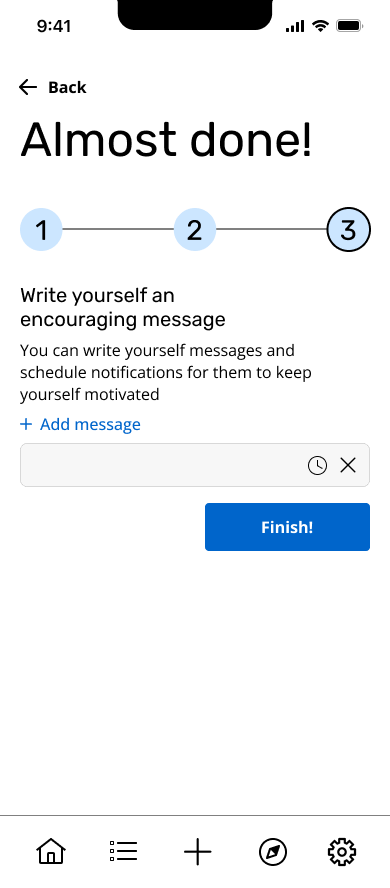 9:41
Back
Almost done!
1 2 3
Write yourself an
encouraging message
You can write yourself messages and
schedule notifications for them to keep
yourself motivated
+ Add message
Finish!